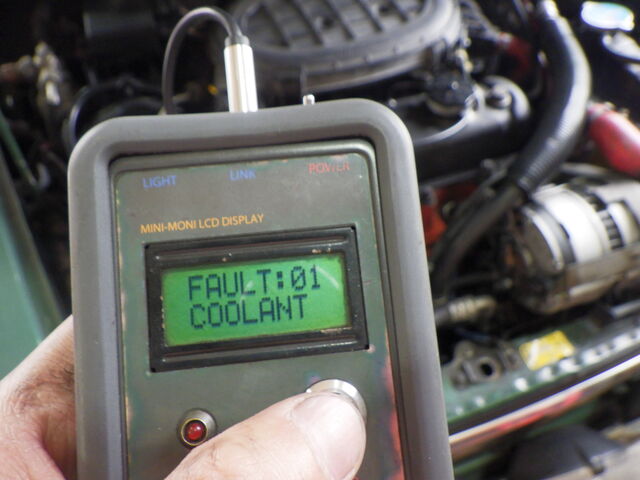 LIGHT LINK POWER
MINI-MONI LCD DISPLAY
FAULT:01
COOLANT